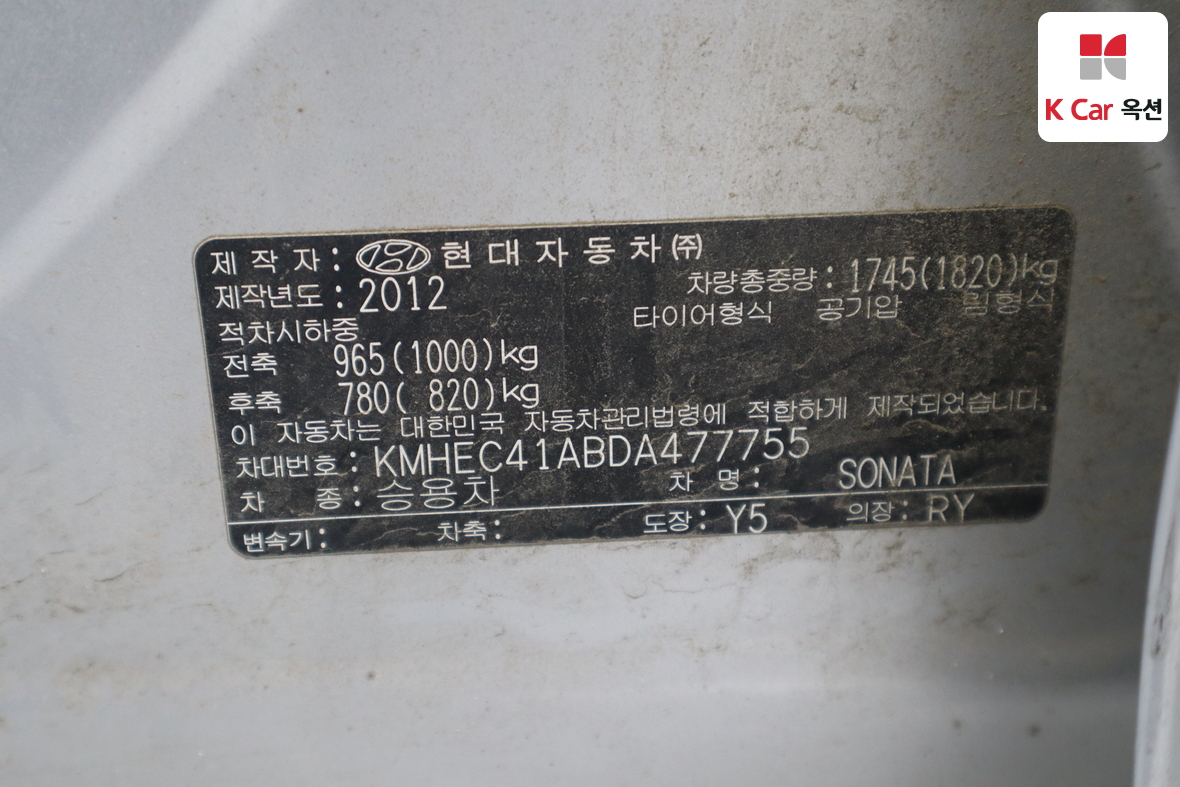 K Car 옥션
제 작 자 : 현 대 자 동 차 ㈜
제작년도 : 2012
차량총중량 : 1745(1820)kg
적차시하중
타이어형식 공기압 림형식
전축 965(1000)kg
후축 780( 820)kg
이 자동차는 대한민국 자동차관리법령에 적합하게 제작되었습니다.
차대번호 : KMHEC41ABDA477755
차 종 : 승용차 차 명 : SONATA
변속기 : 차축 : 도장 : Y5 의장 : RY